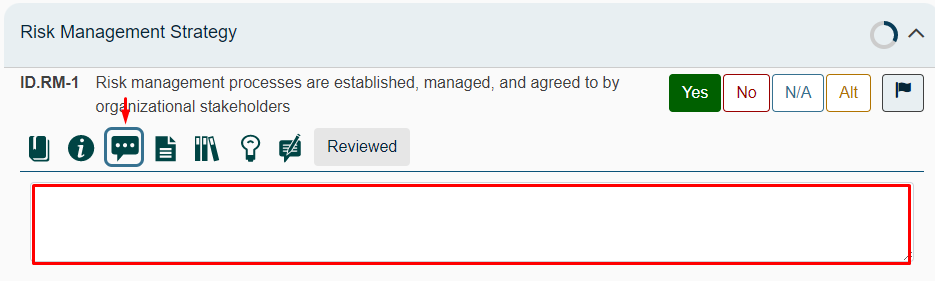 Risk Management Strategy
ID.RM-1 Risk management processes are established, managed, and agreed to by
organizational stakeholders
Yes No N/A Alt
Reviewed